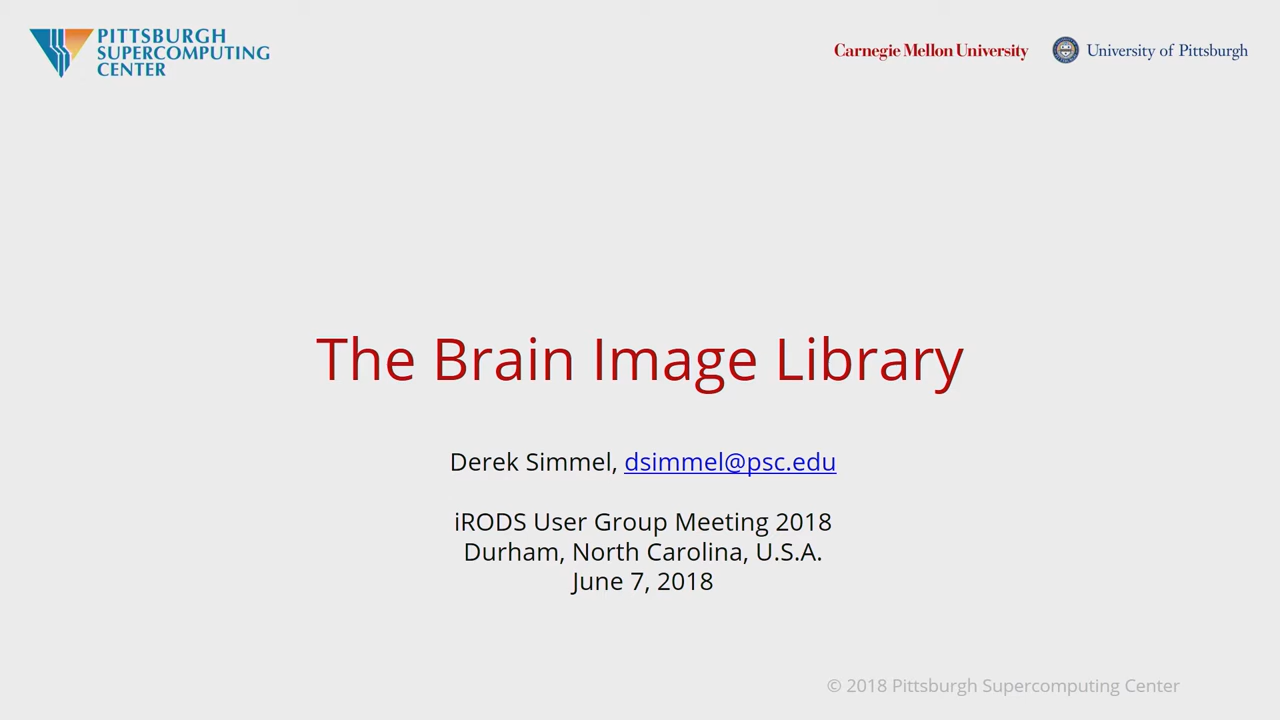 PITTSBURGH
SUPERCOMPUTING
CENTER
Carnegie Mellon University
University of Pittsburgh
The Brain Image Library
Derek Simmel, dsimmel@psc.edu
iRODS User Group Meeting 2018
Durham, North Carolina, U.S.A.
June 7, 2018
© 2018 Pittsburgh Supercomputing Center